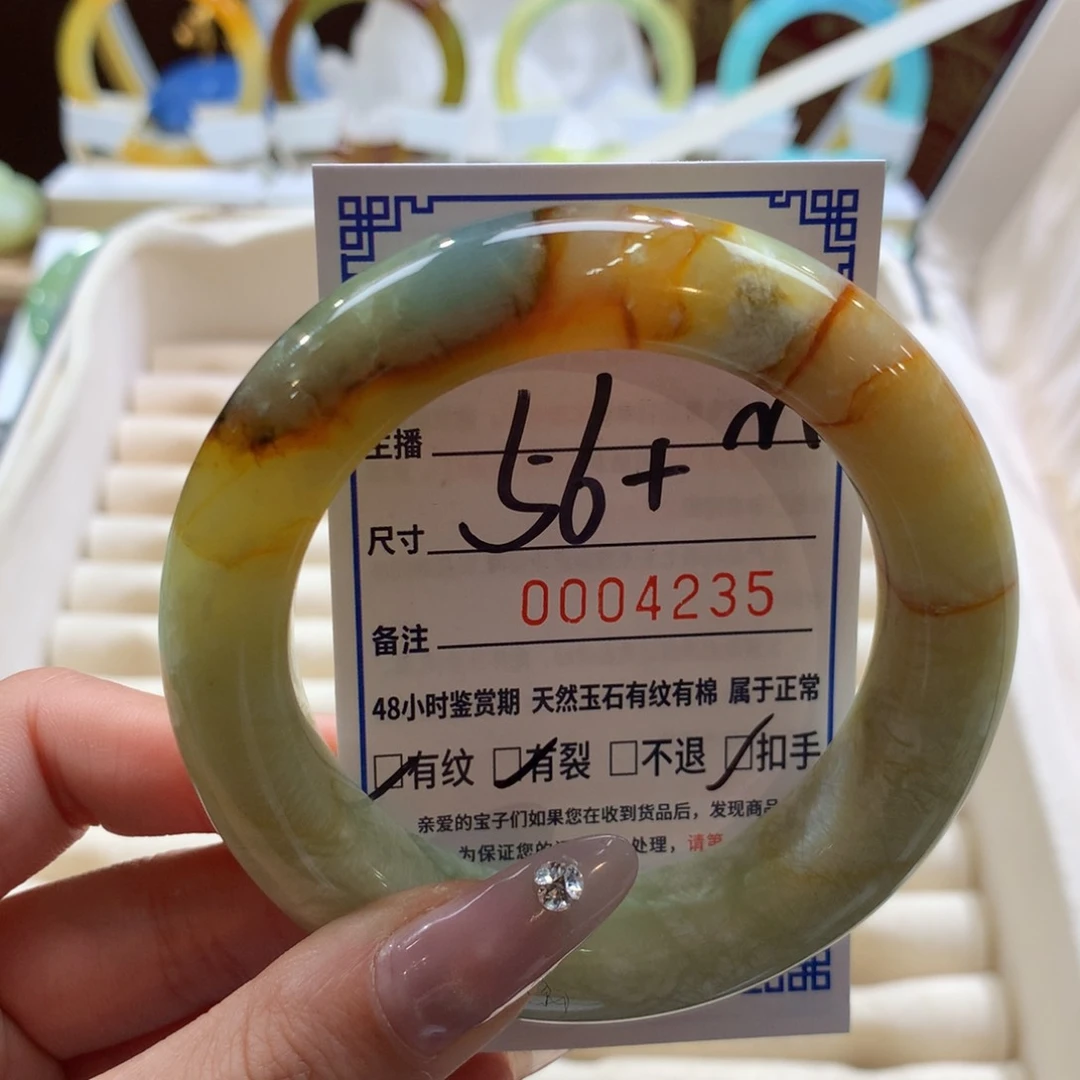 主播
56+
尺寸
0004235
备注
48小时鉴赏期 天然玉石有纹有棉 属于正常
□有纹 □有裂 □不退 □扣手
亲爱的宝子们如果您在收到货品后，发现商品
为保证您的 处理，请第